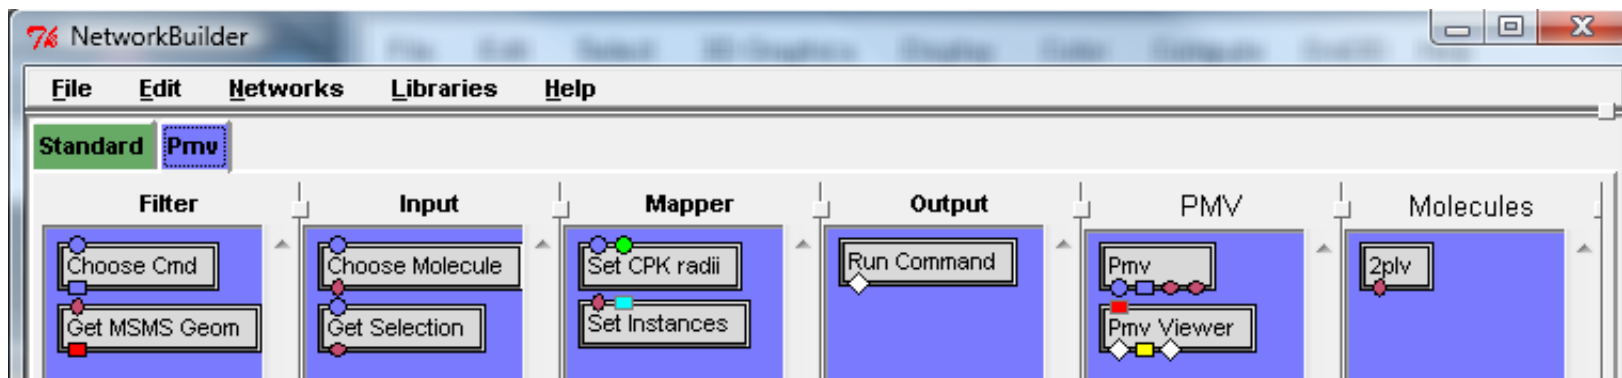 NetworkBuilder
File Edit Networks Libraries Help
Standard Pmv
Filter Input Mapper Output PMV Molecules
Choose Cmd Choose Molecule Set CPK radii Run Command Pmv 2plv
Get MSMS Geom Get Selection Set Instances Pmv Viewer